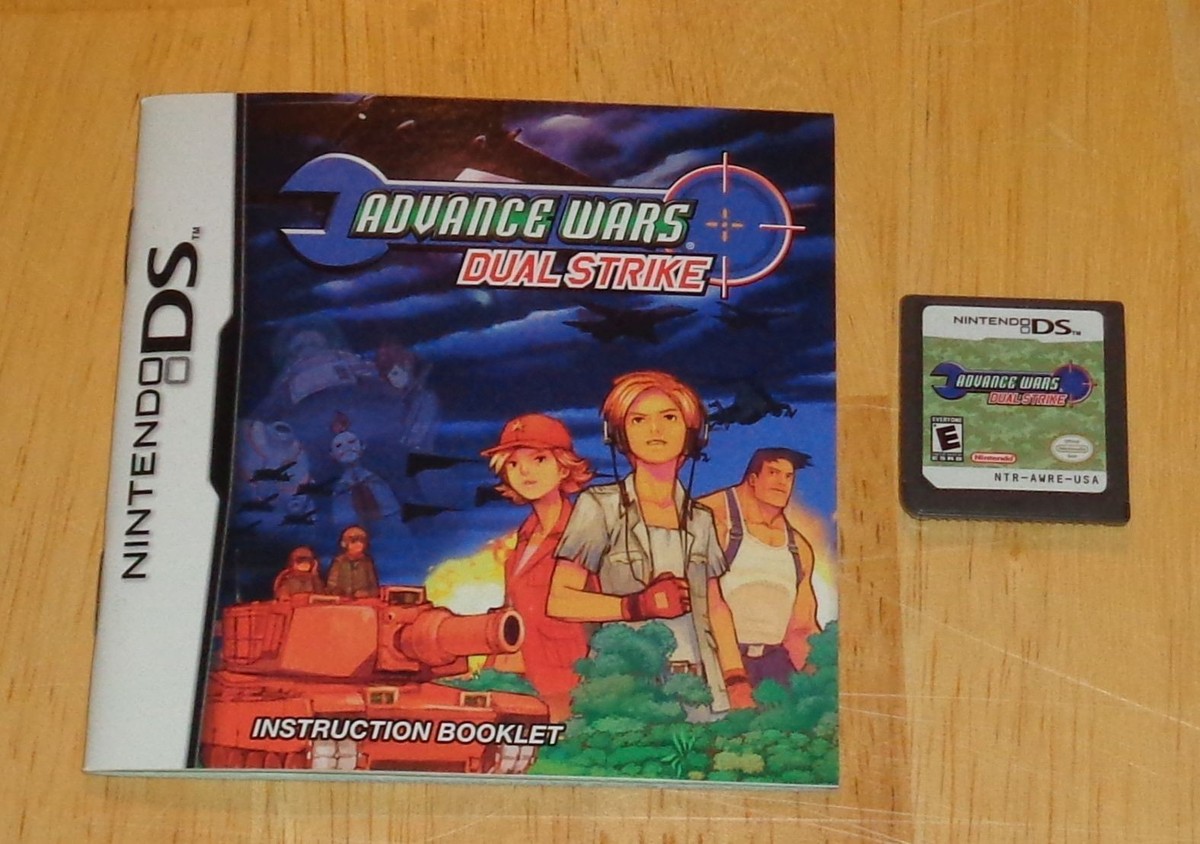 NINTENDO DS™
ADVANCE WARS®
DUAL STRIKE
INSTRUCTION BOOKLET
NINTENDO DS™
ADVANCE WARS
DUAL STRIKE
EVERYONE
E
ESRB
Nintendo
NTR-AWRE-USA